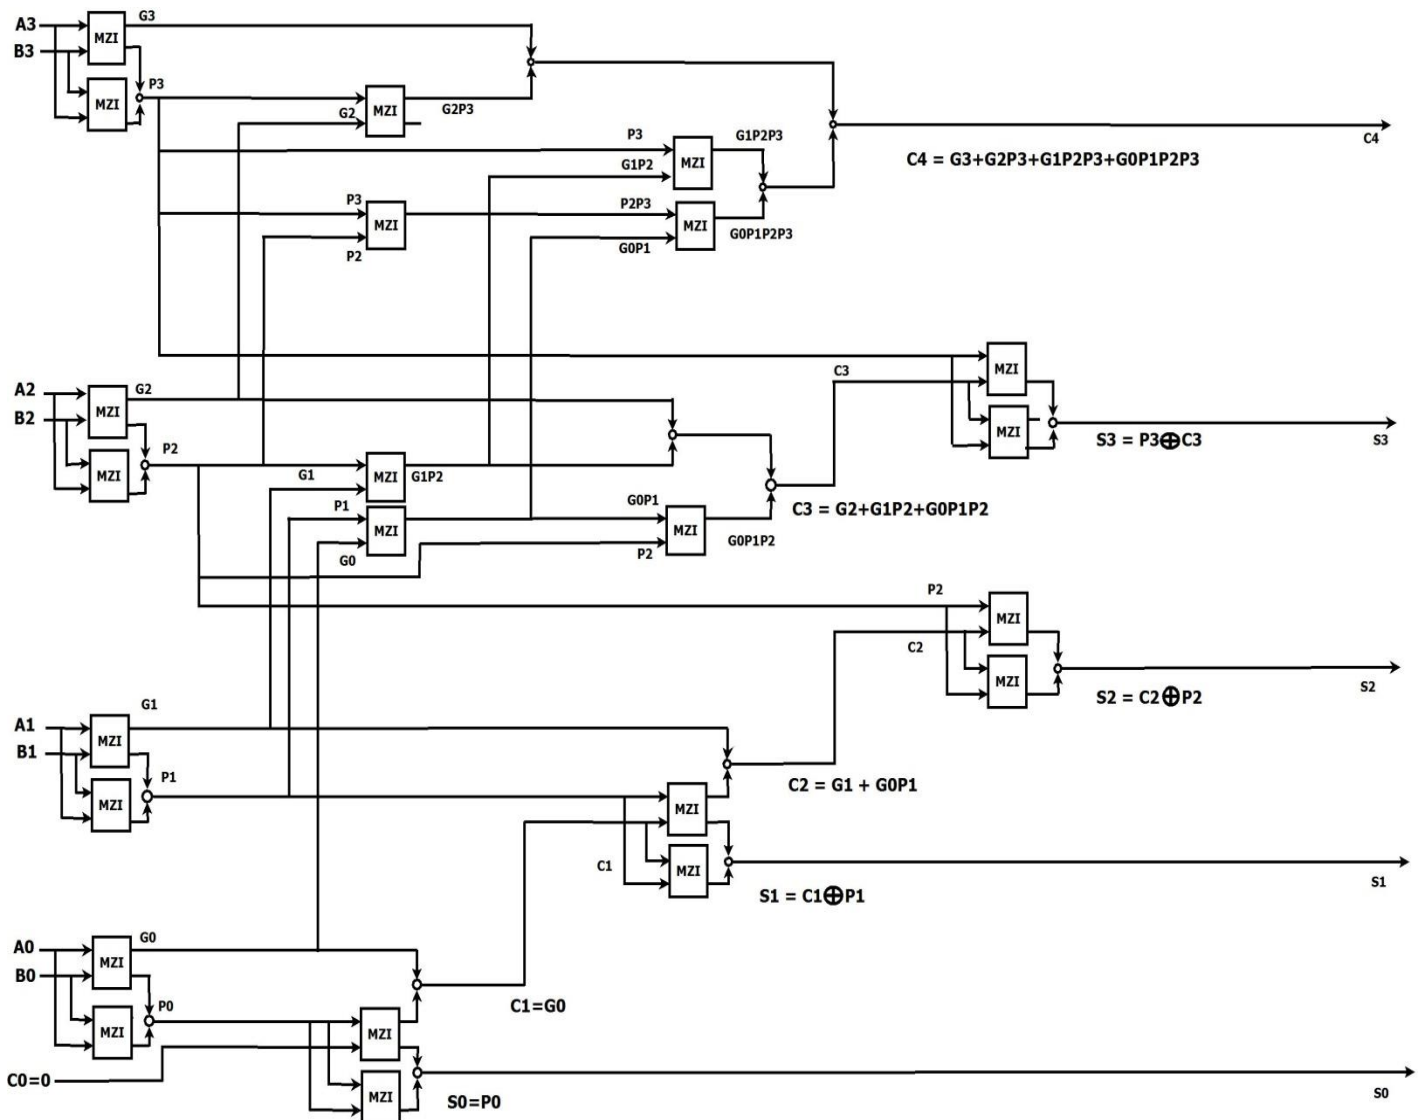 A3
B3
MZI
G3
MZI
P3
G2
MZI
G2P3
P3
G1P2
MZI
G1P2P3
C4
C4 = G3+G2P3+G1P2P3+G0P1P2P3
P3
P2
MZI
P2P3
G0P1
MZI
G0P1P2P3
A2
B2
MZI
G2
MZI
P2
G1
MZI
G1P2
P1
G0
MZI
G0P1
P2
MZI
G0P1P2
C3 = G2+G1P2+G0P1P2
C3
MZI
MZI
S3 = P3⊕C3
S3
P2
C2
MZI
MZI
S2 = C2⊕P2
S2
A1
B1
MZI
G1
MZI
P1
MZI
C1
MZI
C2 = G1 + G0P1
S1 = C1⊕P1
S1
A0
B0
MZI
G0
MZI
P0
C0=0
MZI
MZI
C1=G0
S0=P0
S0